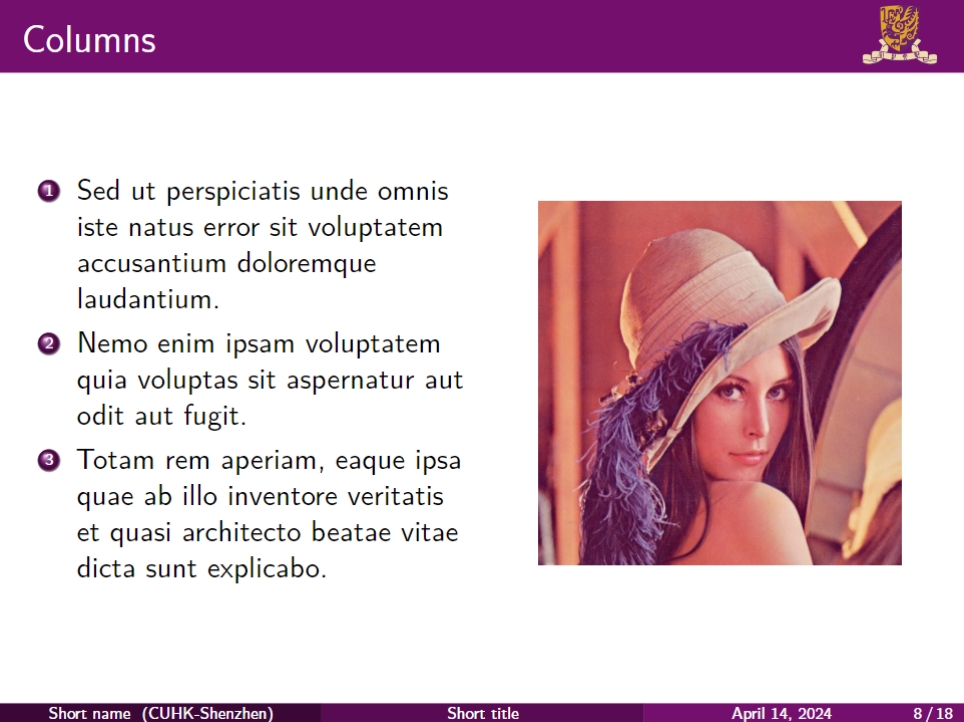 Columns
1 Sed ut perspiciatis unde omnis
iste natus error sit voluptatem
accusantium doloremque
laudantium.
2 Nemo enim ipsam voluptatem
quia voluptas sit aspernatur aut
odit aut fugit.
3 Totam rem aperiam, eaque ipsa
quae ab illo inventore veritatis
et quasi architecto beatae vitae
dicta sunt explicabo.
Short name (CUHK-Shenzhen) Short title April 14, 2024 8 / 18